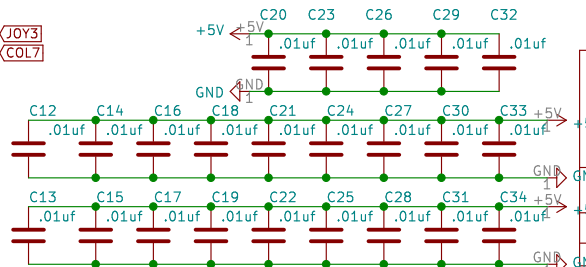 C20 C23 C26 C29 C32
JOY3 +5V +5V
1 .01uf .01uf .01uf .01uf .01uf
COL7
GND GND
1
C12 C14 C16 C18 C21 C24 C27 C30 C33 +5V
.01uf .01uf .01uf .01uf .01uf .01uf .01uf .01uf .01uf 1
GND
1
C13 C15 C17 C19 C22 C25 C28 C31 C34 +5V
.01uf .01uf .01uf .01uf .01uf .01uf .01uf .01uf .01uf 1
GND
1